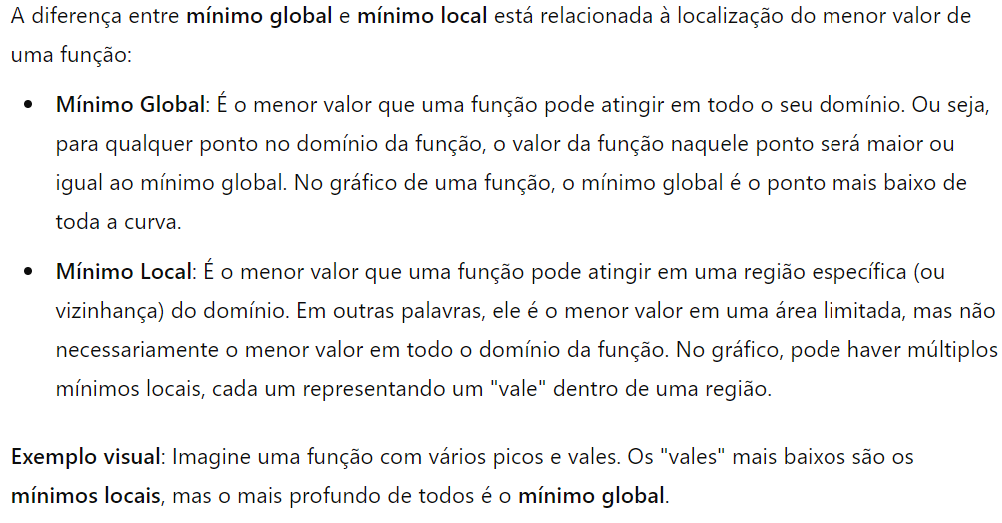 A diferença entre mínimo global e mínimo local está relacionada à localização do menor valor de
uma função:
• Mínimo Global: É o menor valor que uma função pode atingir em todo o seu domínio. Ou seja,
para qualquer ponto no domínio da função, o valor da função naquele ponto será maior ou
igual ao mínimo global. No gráfico de uma função, o mínimo global é o ponto mais baixo de
toda a curva.
• Mínimo Local: É o menor valor que uma função pode atingir em uma região específica (ou
vizinhança) do domínio. Em outras palavras, ele é o menor valor em uma área limitada, mas não
necessariamente o menor valor em todo o domínio da função. No gráfico, pode haver múltiplos
mínimos locais, cada um representando um "vale" dentro de uma região.
Exemplo visual: Imagine uma função com vários picos e vales. Os "vales" mais baixos são os
mínimos locais, mas o mais profundo de todos é o mínimo global.